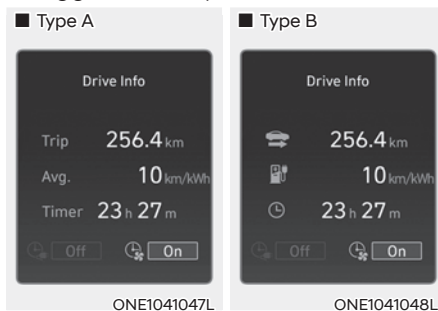 ■ Type A
Drive Info
Trip 256.4 km
Avg. 10 km/kWh
Timer 23 h 27 m
Off On
ONE1041047L
■ Type B
Drive Info
256.4 km
10 km/kWh
23 h 27 m
Off On
ONE1041048L